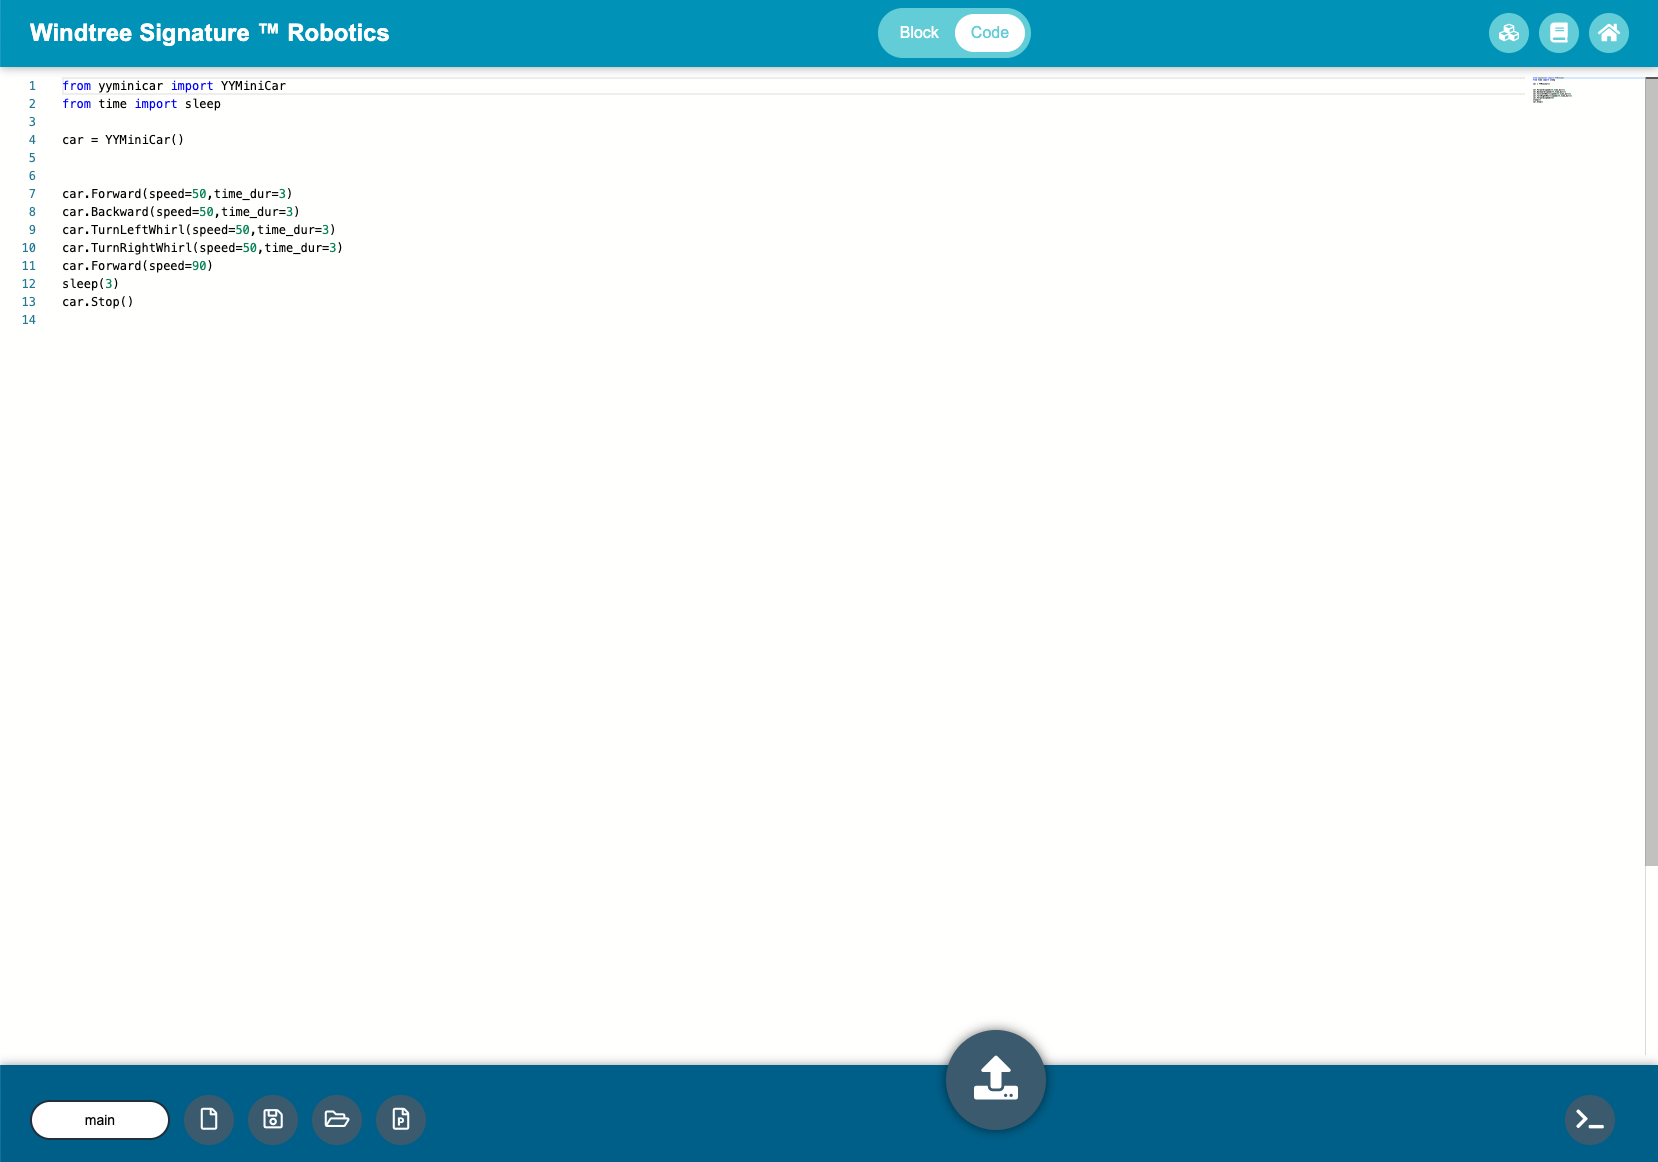 Windtree Signature ™ Robotics
Block Code
1 from yyminicar import YYMiniCar
2 from time import sleep
3
4 car = YYMiniCar()
5
6
7 car.Forward(speed=50,time_dur=3)
8 car.Backward(speed=50,time_dur=3)
9 car.TurnLeftWhirl(speed=50,time_dur=3)
10 car.TurnRightWhirl(speed=50,time_dur=3)
11 car.Forward(speed=90)
12 sleep(3)
13 car.Stop()
14
main